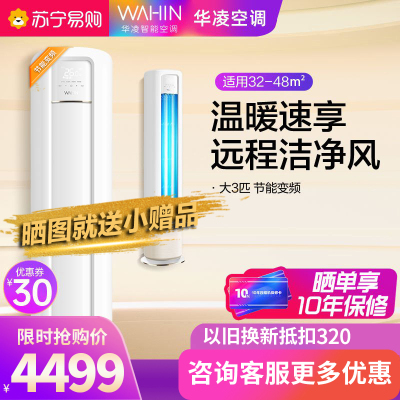 苏宁易购
WAHIN
华凌智能空调
华凌空调
节能变频
适用32-48m²
温暖速享
远程洁净风
·大3匹 节能变频
晒图就送小赠品
优惠券
¥30
晒单享
10年保修
限时抢购价
¥4499
以旧换新抵扣320
咨询客服更多优惠